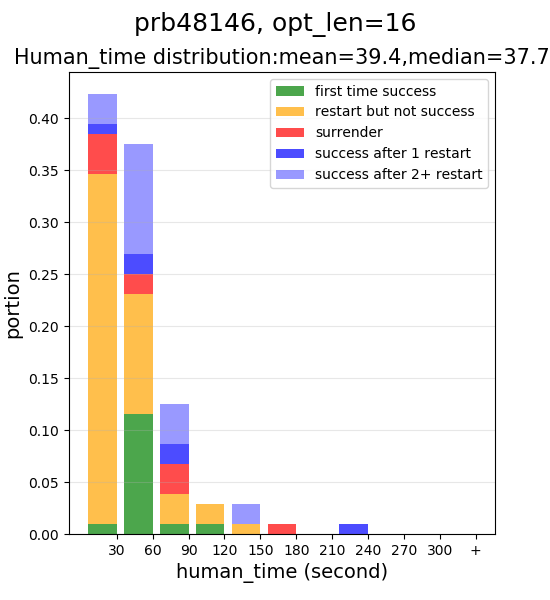 prb48146, opt_len=16
Human_time distribution:mean=39.4,median=37.7
first time success
restart but not success
surrender
success after 1 restart
success after 2+ restart
portion
0.40
0.35
0.30
0.25
0.20
0.15
0.10
0.05
0.00
30 60 90 120 150 180 210 240 270 300 +
human_time (second)